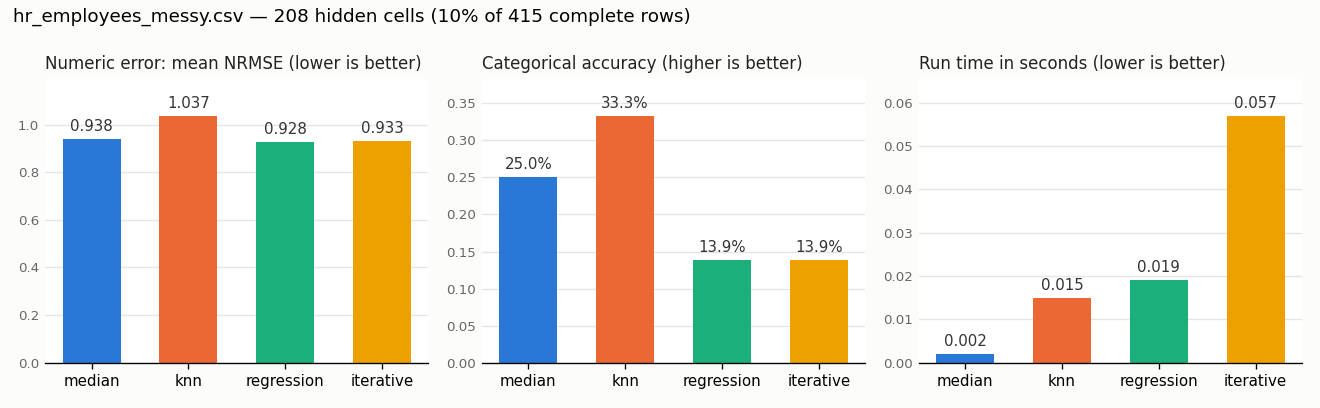 hr_employees_messy.csv — 208 hidden cells (10% of 415 complete rows)
Numeric error: mean NRMSE (lower is better)
1.0
0.8
0.6
0.4
0.2
0.0
0.938
1.037
0.928
0.933
median
knn
regression
iterative
Categorical accuracy (higher is better)
0.35
0.30
0.25
0.20
0.15
0.10
0.05
0.00
25.0%
33.3%
13.9%
13.9%
median
knn
regression
iterative
Run time in seconds (lower is better)
0.06
0.05
0.04
0.03
0.02
0.01
0.00
0.002
0.015
0.019
0.057
median
knn
regression
iterative